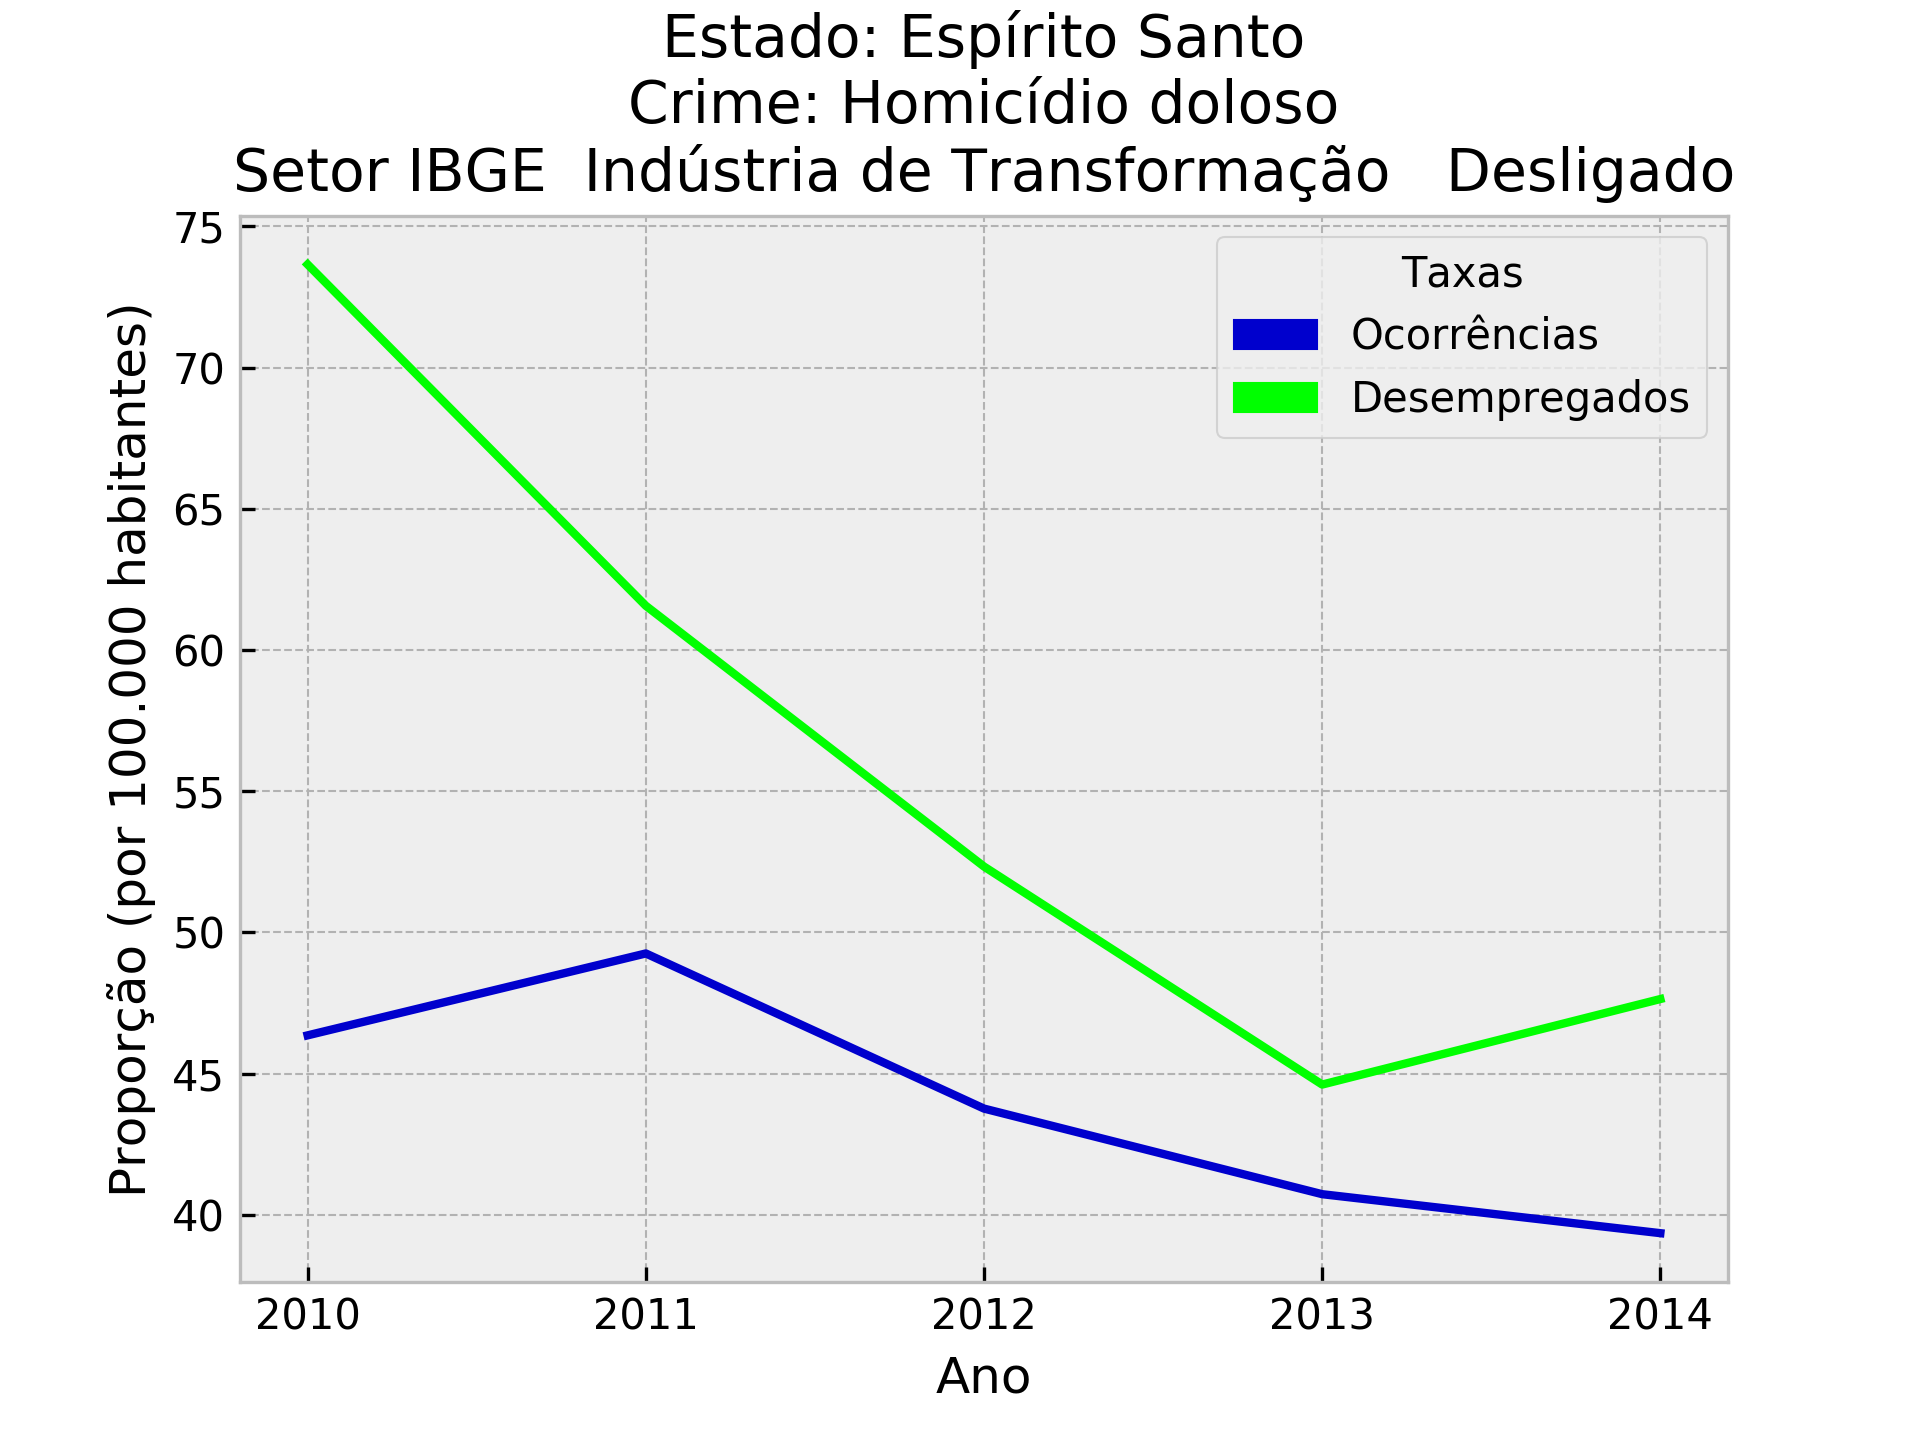 Estado: Espírito Santo
Crime: Homicídio doloso
Setor IBGE  Indústria de Transformação   Desligado
Proporção (por 100.000 habitantes)
75
70
65
60
55
50
45
40
Taxas
Ocorrências
Desempregados
2010 2011 2012 2013 2014
Ano